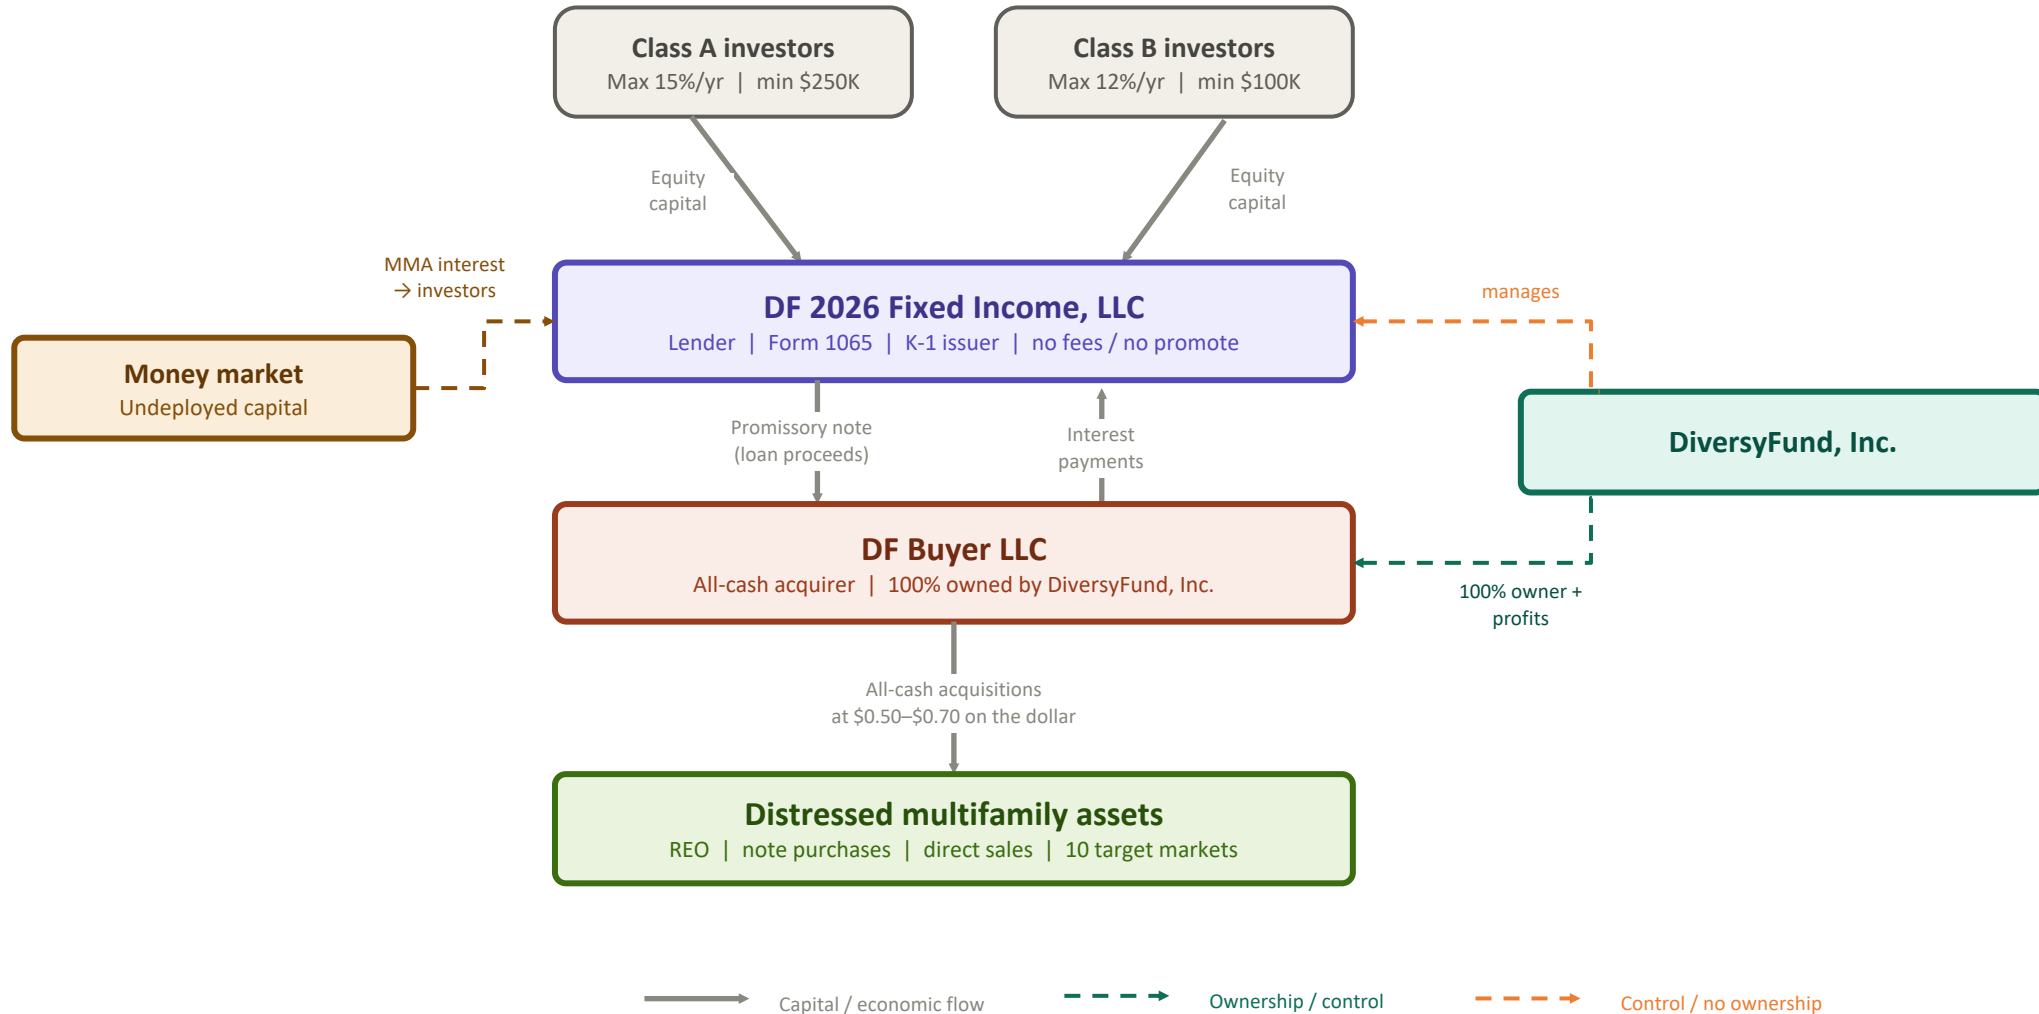 Class A investors
Max 15%/yr | min $250K
Class B investors
Max 12%/yr | min $100K
Equity
capital
Equity
capital
MMA interest
→ investors
DF 2026 Fixed Income, LLC
Lender | Form 1065 | K-1 issuer | no fees / no promote
manages
Money market
Undeployed capital
Promissory note
(loan proceeds)
Interest
payments
DiversyFund, Inc.
DF Buyer LLC
All-cash acquirer | 100% owned by DiversyFund, Inc.
100% owner +
profits
All-cash acquisitions
at $0.50–$0.70 on the dollar
Distressed multifamily assets
REO | note purchases | direct sales | 10 target markets
Capital / economic flow
Ownership / control
Control / no ownership